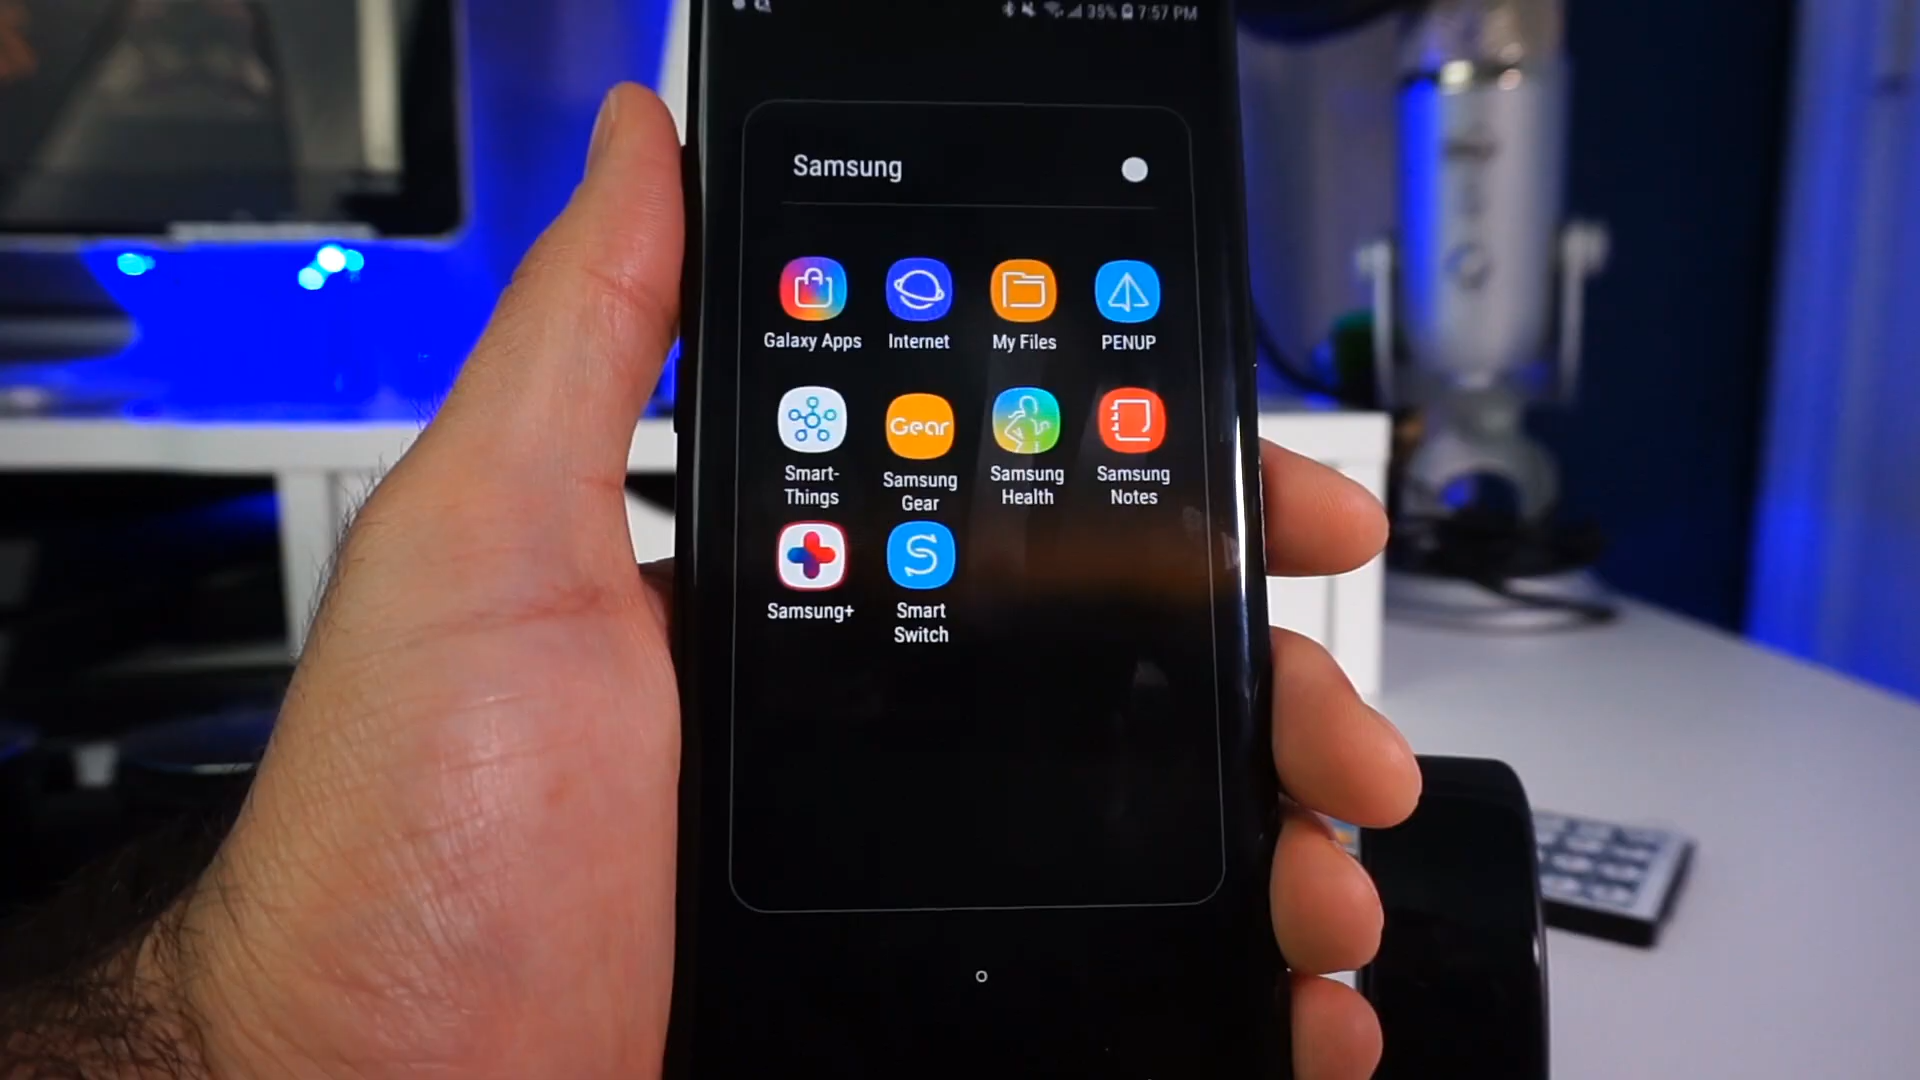 35% 7:57 PM
Samsung
Galaxy Apps Internet My Files PENUP
Gear
Smart- Samsung Samsung Samsung
Things Gear Health Notes
Samsung+ Smart
Switch